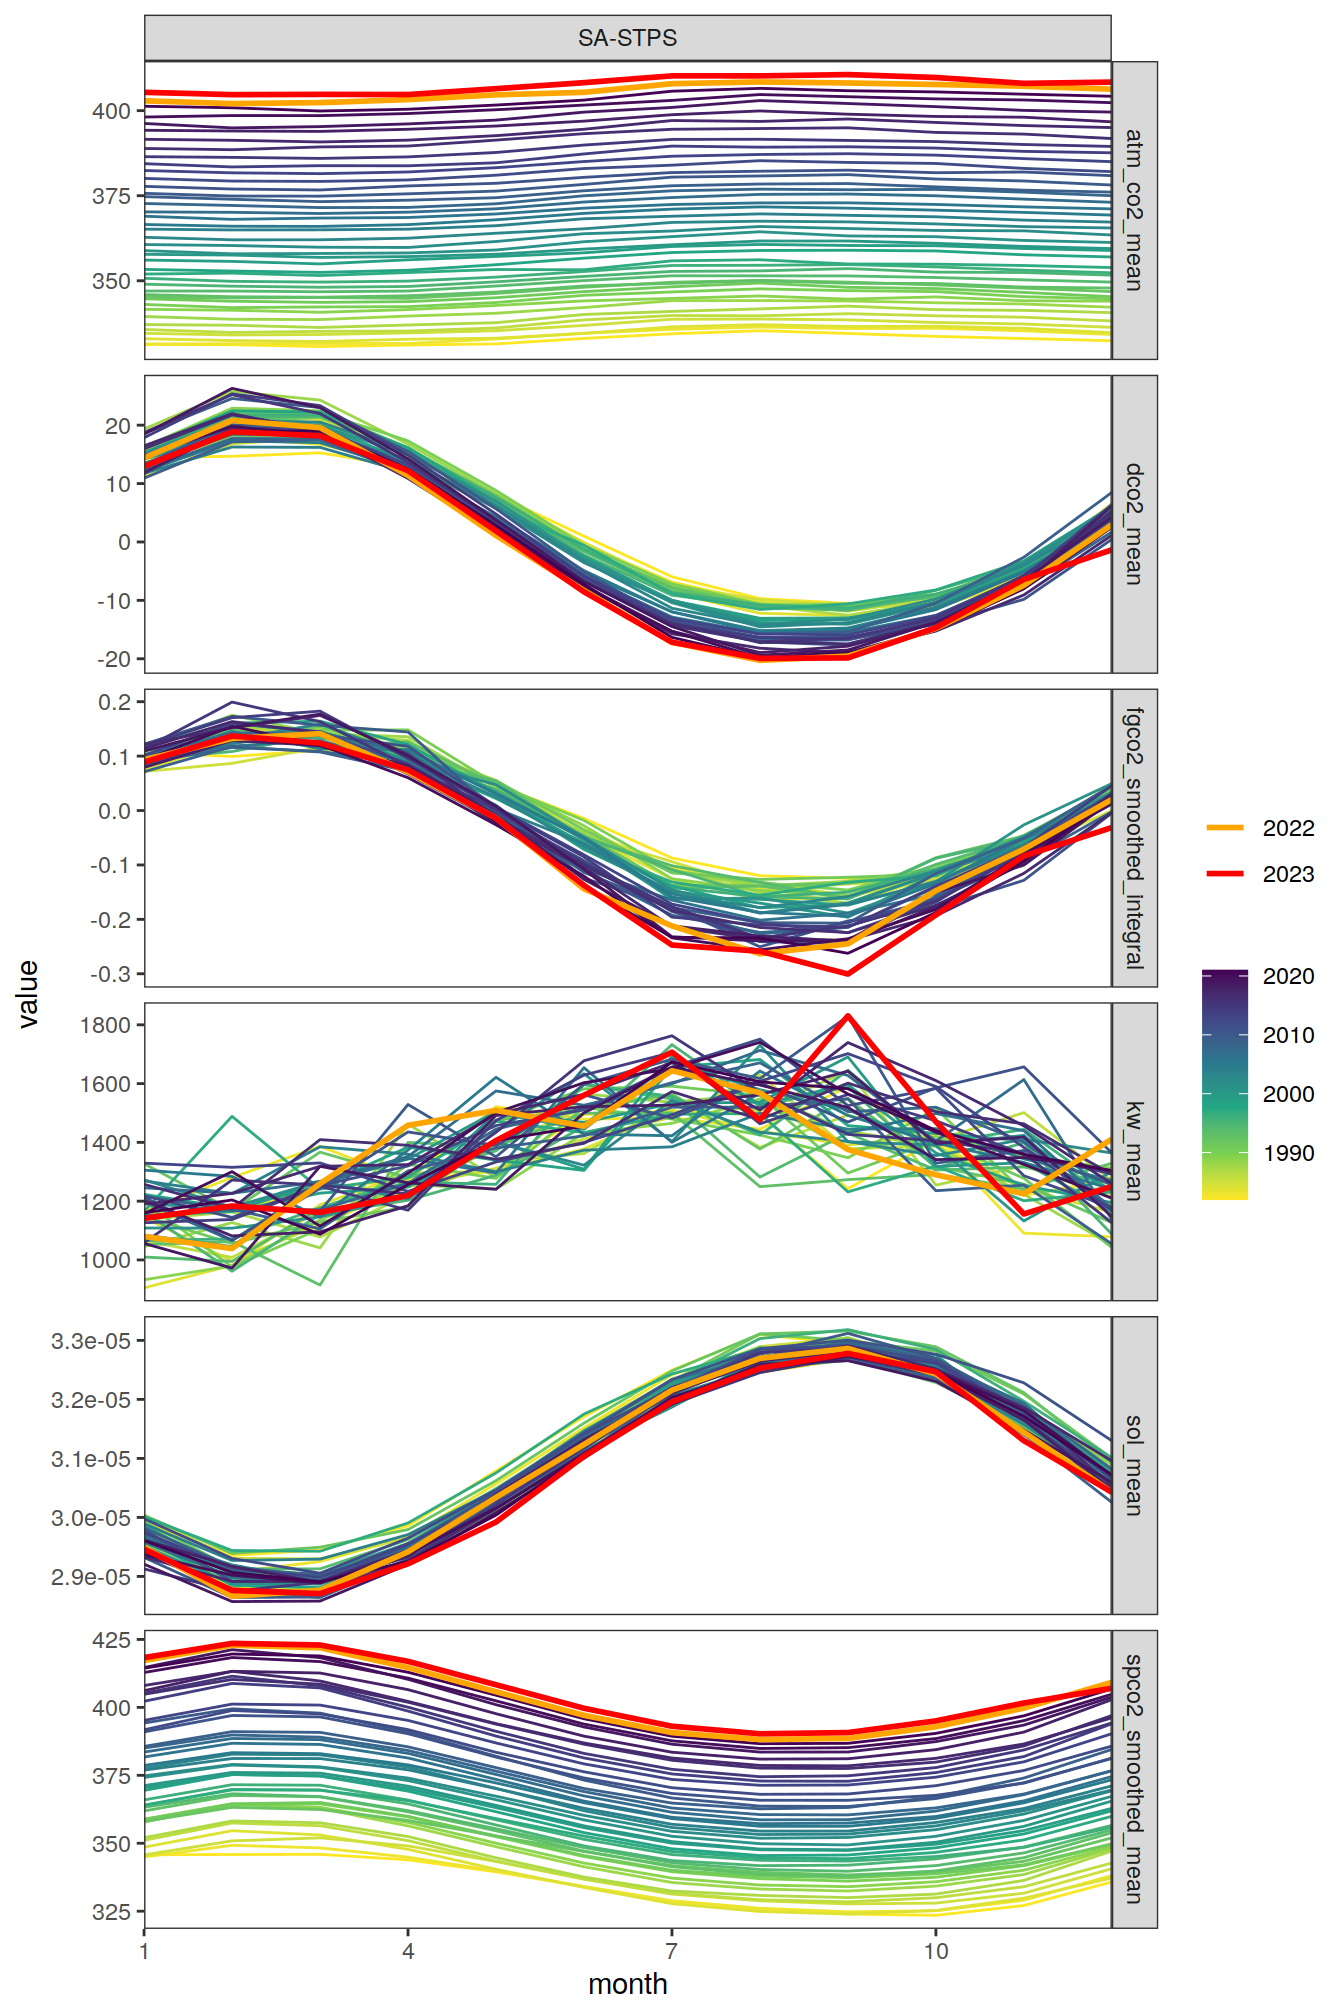 SA-STPS
400
375
350
atm_co2_mean
20
10
0
-10
-20
dco2_mean
0.2
0.1
0.0
-0.1
-0.2
-0.3
fgco2_smoothed_integral
1800
1600
1400
1200
1000
kw_mean
3.3e-05
3.2e-05
3.1e-05
3.0e-05
2.9e-05
sol_mean
425
400
375
350
325
spco2_smoothed_mean
1
4
7
10
month
value
2022
2023
2020
2010
2000
1990